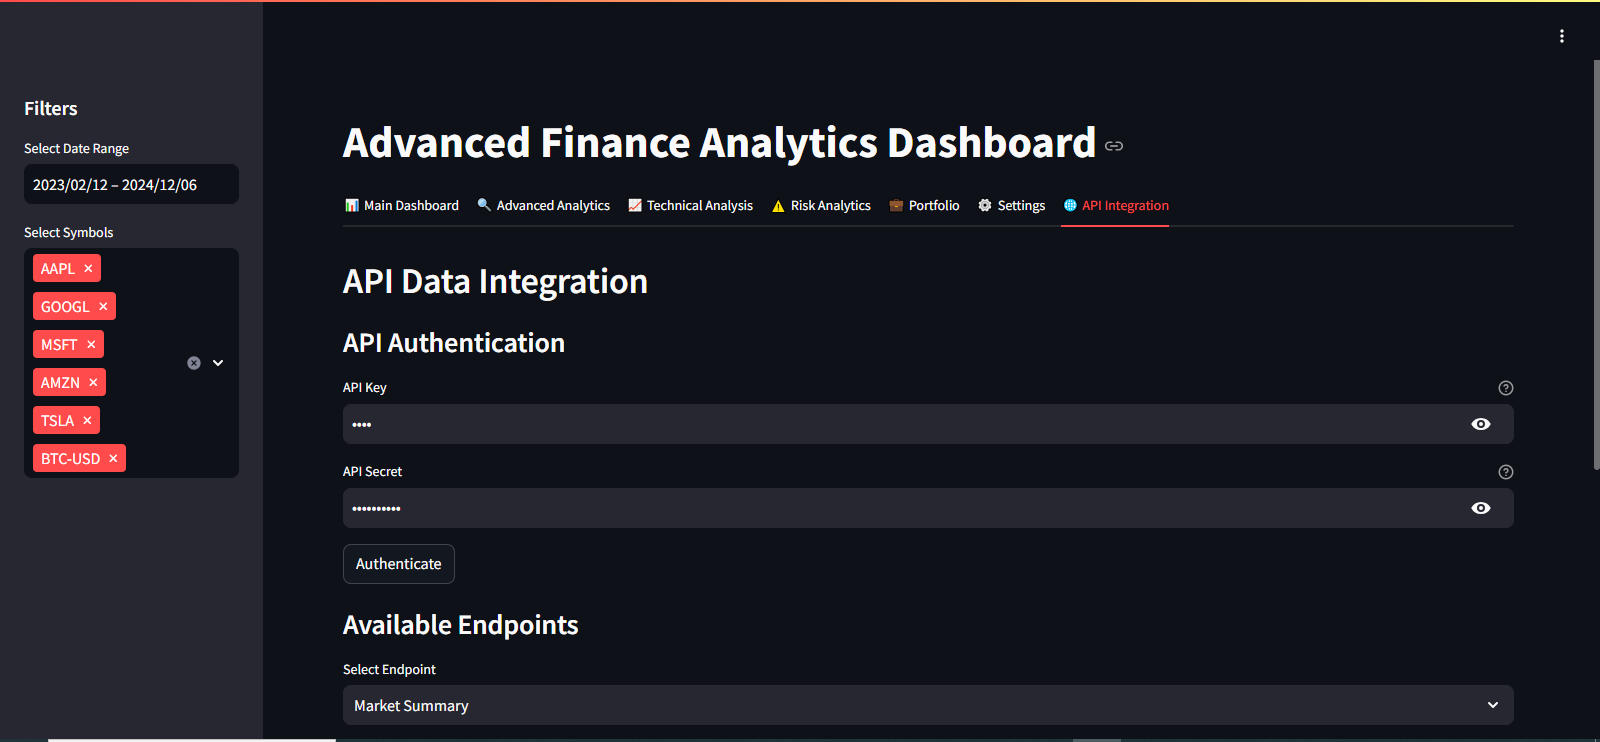 Filters
Select Date Range
2023/02/12 – 2024/12/06
Select Symbols
AAPL
GOOGL
MSFT
AMZN
TSLA
BTC-USD
Advanced Finance Analytics Dashboard
Main Dashboard Advanced Analytics Technical Analysis Risk Analytics Portfolio Settings API Integration
API Data Integration
API Authentication
API Key
••••
API Secret
••••••••••
Authenticate
Available Endpoints
Select Endpoint
Market Summary